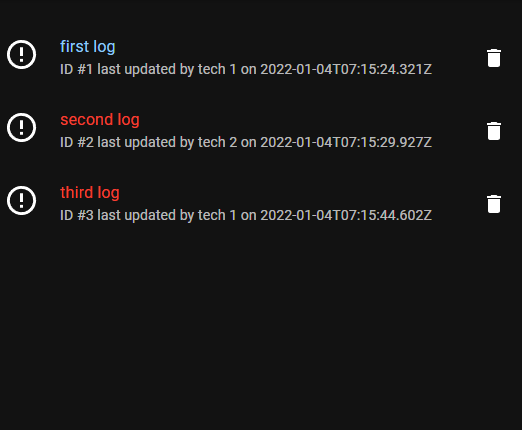 first log
ID #1 last updated by tech 1 on 2022-01-04T07:15:24.321Z
second log
ID #2 last updated by tech 2 on 2022-01-04T07:15:29.927Z
third log
ID #3 last updated by tech 1 on 2022-01-04T07:15:44.602Z